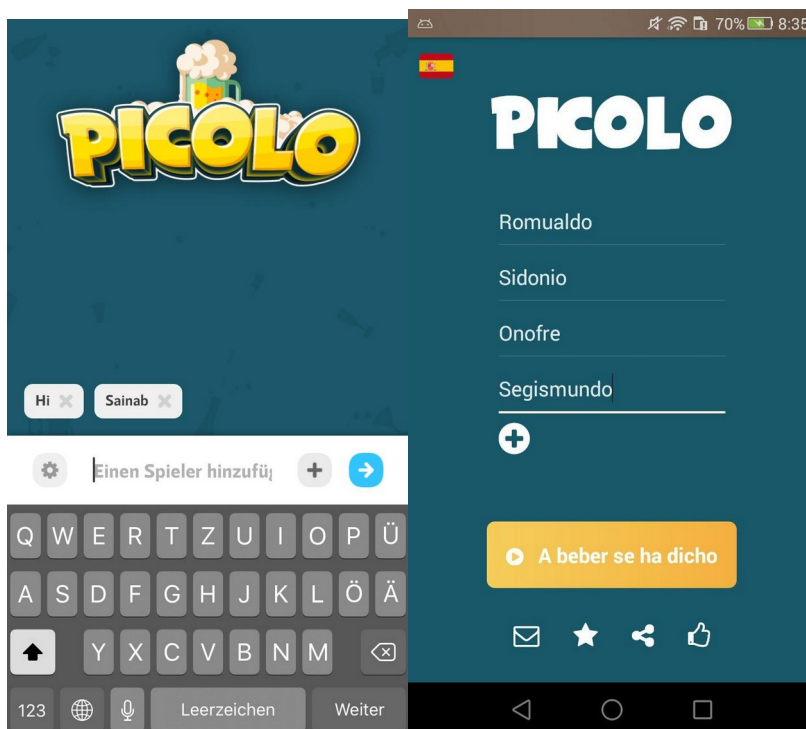 PICOLO
Hi
Sainab
Einen Spieler hinzufü
Q W E R T Z U I O P Ü
A S D F G H J K L Ö Ä
Y X C V B N M
123
Leerzeichen
Weiter
70% 8:35
PICOLO
Romualdo
Sidonio
Onofre
Segismundo
A beber se ha dicho